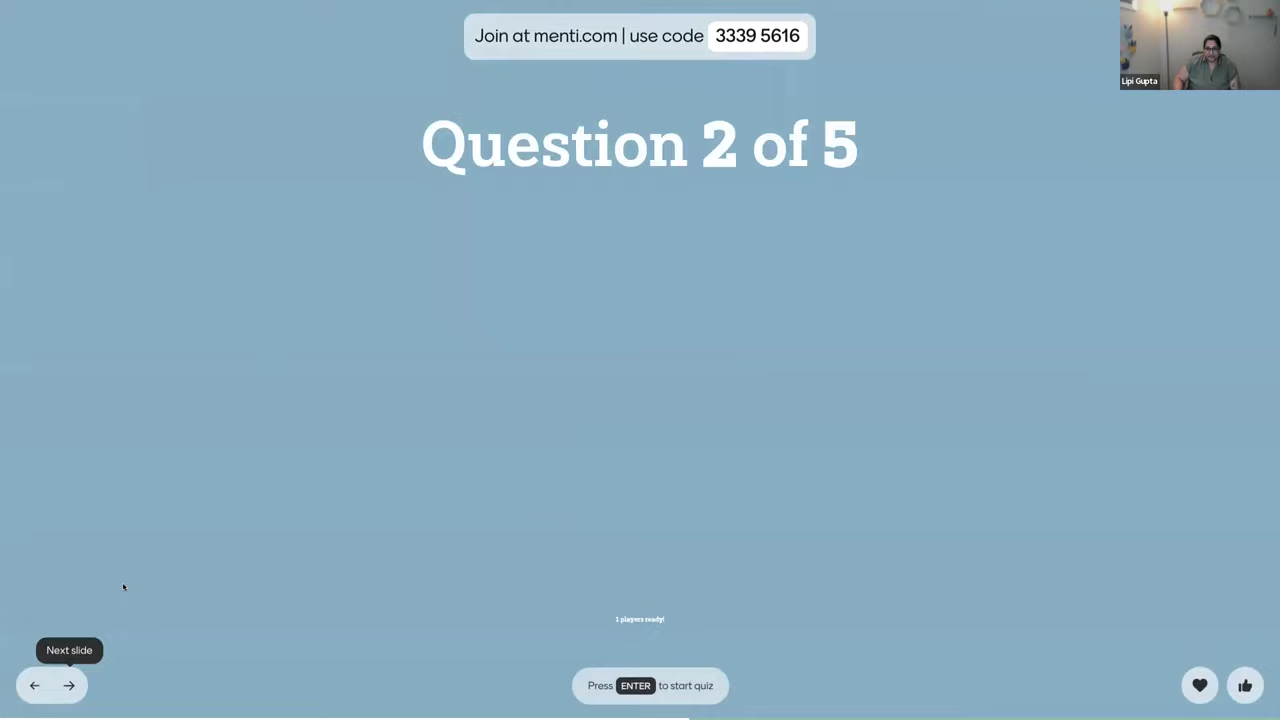 Join at menti.com | use code 3339 5616
Lipi Gupta
Question 2 of 5
1 players ready!
Next slide
Press ENTER to start quiz